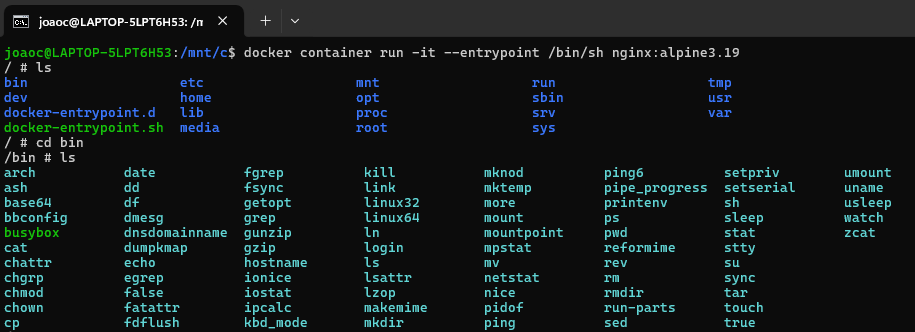 joaoc@LAPTOP-5LPT6H53: /m
joaoc@LAPTOP-5LPT6H53:/mnt/c$ docker container run -it --entrypoint /bin/sh nginx:alpine3.19
/ # ls
bin etc mnt run tmp
dev home opt sbin usr
docker-entrypoint.d lib proc srv var
docker-entrypoint.sh media root sys
/ # cd bin
/bin # ls
arch date fgrep kill mknod ping6 setpriv umount
ash dd fsync link mktemp pipe_progress setserial uname
base64 df getopt linux32 more printenv sh usleep
bbconfig dmesg grep linux64 mount ps sleep watch
busybox dnsdomainname gunzip ln mountpoint pwd stat zcat
cat dumpkmap gzip login mpstat reformime stty
chattr echo hostname ls mv rev su
chgrp egrep ionice lsattr netstat rm sync
chmod false iostat lzop nice rmdir tar
chown fatattr ipcalc makemime pidof run-parts touch
cp fdflush kbd_mode mkdir ping sed true